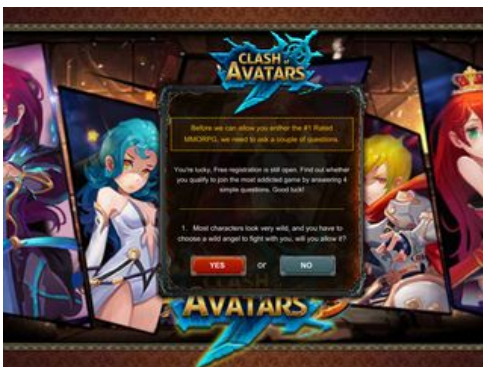 CLASH of
AVATARS
Before we can allow you enther the #1 Rated
MMORPG, we need to ask a couple of questions.
You're lucky, Free registration is still open. Find out whether
you qualify to join the most addicted game by answering 4
simple questions. Good luck!
1. Most characters look very wild, and you have to
choose a wild angel to fight with you, will you allow it?
YES or NO
CLASH
AVATARS